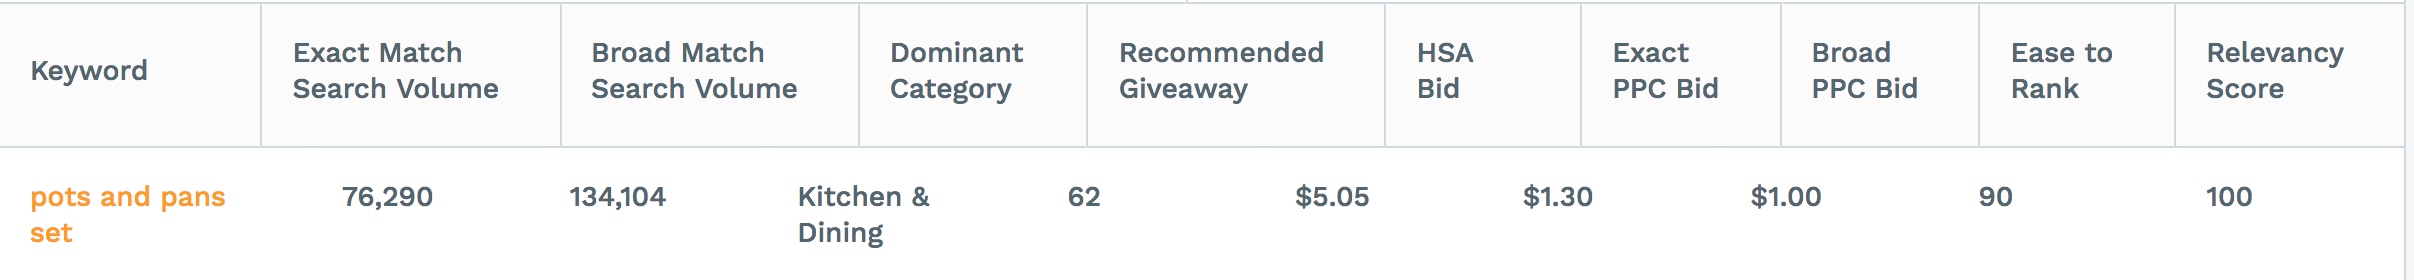 Keyword
Exact Match
Search Volume
Broad Match
Search Volume
Dominant
Category
Recommended
Giveaway
HSA
Bid
Exact
PPC Bid
Broad
PPC Bid
Ease to
Rank
Relevancy
Score
pots and pans
set
76,290
134,104
Kitchen &
Dining
62
$5.05
$1.30
$1.00
90
100